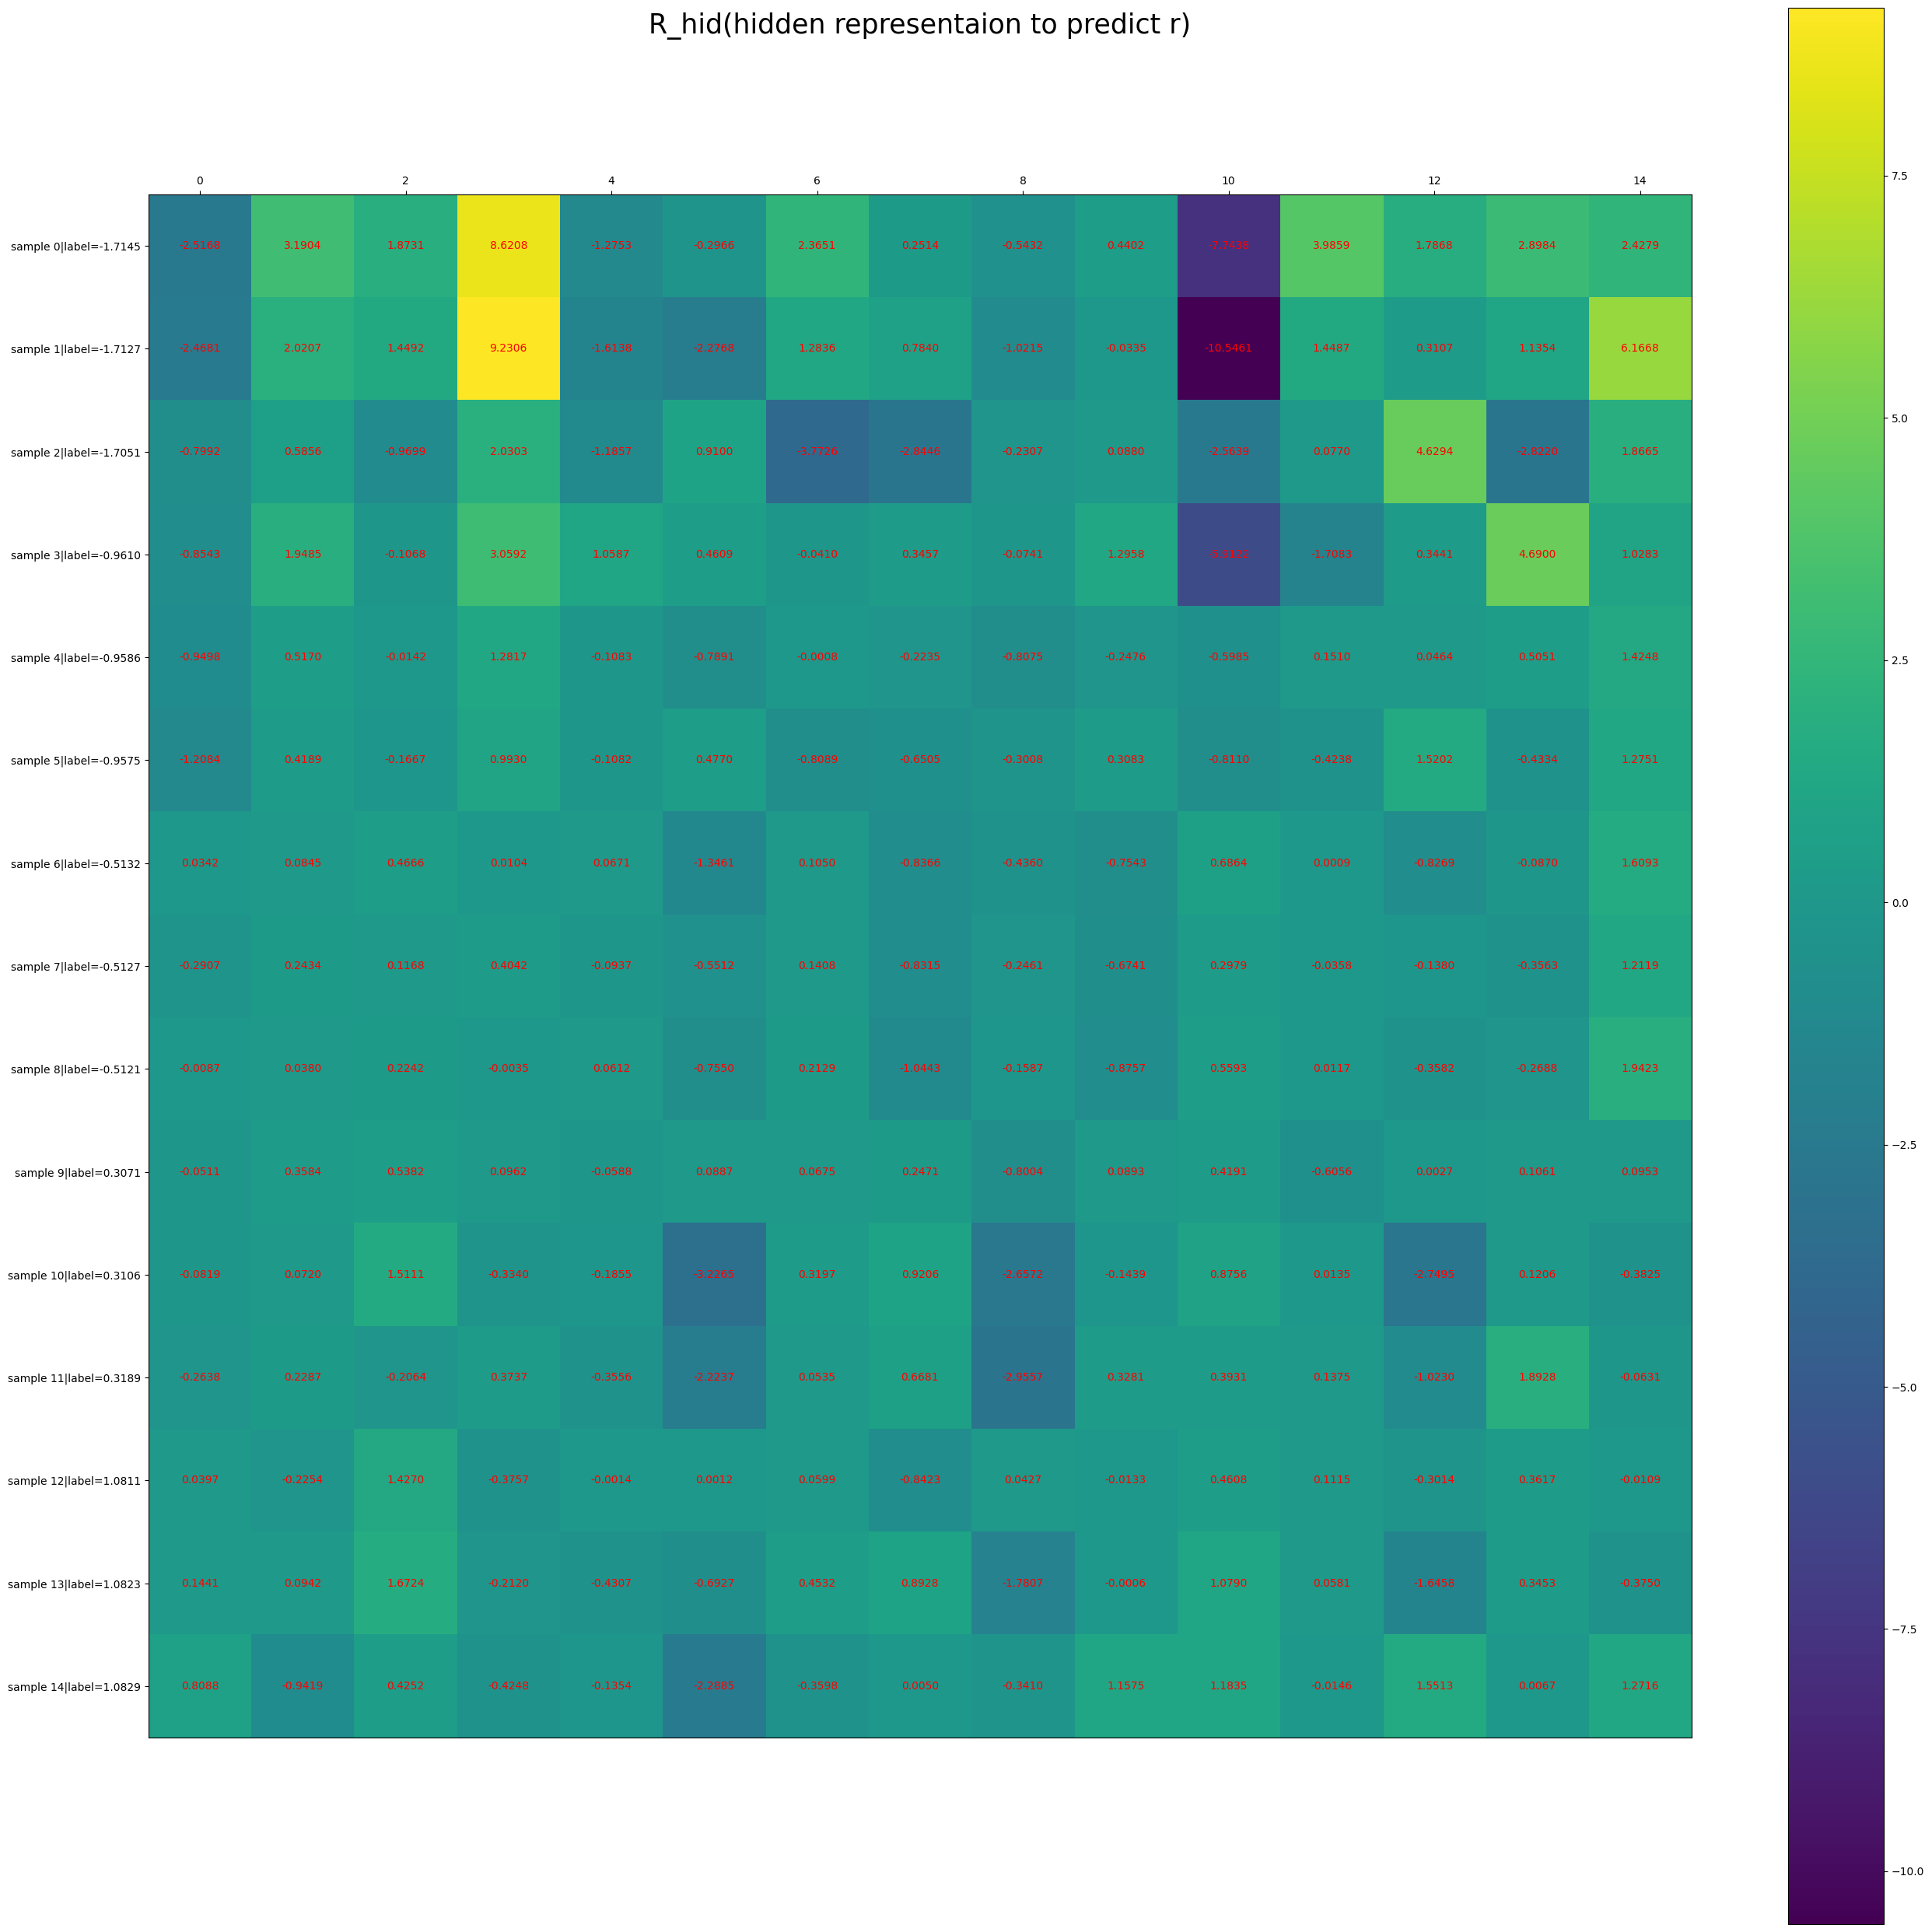 R_hid(hidden representaion to predict r)
0 2 4 6 8 10 12 14
sample 0|label=-1.7145 -2.5168 3.1904 1.8731 8.6208 -1.2753 -0.2966 2.3651 0.2514 -0.5432 0.4402 3.9859 1.7868 2.8984 2.4279
sample 1|label=-1.7127 -2.4681 2.0207 1.4492 9.2306 -1.6138 -2.2768 1.2836 0.7840 -1.0215 -0.0335 -10.5461 1.4487 0.3107 1.1354 6.1668
sample 2|label=-1.7051 -0.7992 0.5856 -0.9699 2.0303 -1.1857 0.9100 -3.7726 -2.8446 -0.2307 0.0880 -2.5639 0.0770 4.6294 -2.8220 1.8665
sample 3|label=-0.9610 -0.8543 1.9485 -0.1068 3.0592 1.0587 0.4609 -0.0410 0.3457 -0.0741 1.2958 -1.7083 0.3441 4.6900 1.0283
sample 4|label=-0.9586 -0.9498 0.5170 -0.0142 1.2817 -0.1083 -0.7891 -0.0008 -0.2235 -0.8075 -0.2476 -0.5985 0.1510 0.0464 0.5051 1.4248
sample 5|label=-0.9575 -1.2084 0.4189 -0.1667 0.9930 -0.1082 0.4770 -0.8089 -0.6505 -0.3008 0.3083 -0.8110 -0.4238 1.5202 -0.4334 1.2751
sample 6|label=-0.5132 0.0342 0.0845 0.4666 0.0104 0.0671 -1.3461 0.1050 -0.8366 -0.4360 -0.7543 0.6864 0.0009 -0.8269 -0.0870 1.6093
sample 7|label=-0.5127 -0.2907 0.2434 0.1168 0.4042 -0.0937 -0.5512 0.1408 -0.8315 -0.2461 -0.6741 0.2979 -0.0358 -0.1380 -0.3563 1.2119
sample 8|label=-0.5121 -0.0087 0.0380 0.2242 -0.0035 0.0612 -0.7550 0.2129 -1.0443 -0.1587 -0.8757 0.5593 0.0117 -0.3582 -0.2688 1.9423
sample 9|label=0.3071 -0.0511 0.3584 0.5382 0.0962 -0.0588 0.0887 0.0675 0.2471 -0.8004 0.0893 0.4191 -0.6056 0.0027 0.1061 0.0953
sample 10|label=0.3106 -0.0819 0.0720 1.5111 -0.3340 -0.1855 -3.2265 0.3197 0.9206 -2.6572 -0.1439 0.8756 0.0135 -2.7495 0.1206 -0.3825
sample 11|label=0.3189 -0.2638 0.2287 -0.2064 0.3737 -0.3556 -2.2237 0.0535 0.6681 -2.9557 0.3281 0.3931 0.1375 -1.0230 1.8928 -0.0631
sample 12|label=1.0811 0.0397 -0.2254 1.4270 -0.3757 -0.0014 0.0012 0.0599 -0.8423 0.0427 -0.0133 0.4608 0.1115 -0.3014 0.3617 -0.0109
sample 13|label=1.0823 0.1441 0.0942 1.6724 -0.2120 -0.4307 -0.6927 0.4532 0.8928 -1.7807 -0.0006 1.0790 0.0581 -1.6458 0.3453 -0.3750
sample 14|label=1.0829 0.8088 -0.9419 0.4252 -0.4248 -0.1354 -2.2885 -0.3598 0.0050 -0.3410 1.1575 1.1835 -0.0146 1.5513 0.0067 1.2716
7.5
5.0
2.5
0.0
−2.5
−5.0
−7.5
−10.0